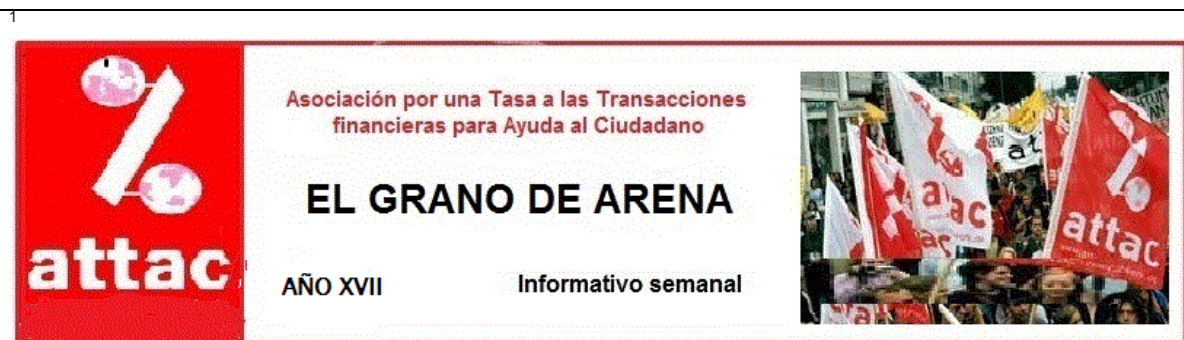 1
%
attac
Asociación por una Tasa a las Transacciones
financieras para Ayuda al Ciudadano
EL GRANO DE ARENA
AÑO XVII
Informativo semanal
attac